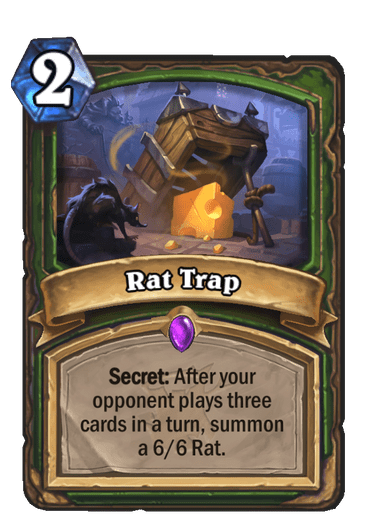 2
Rat Trap
Secret: After your
opponent plays three
cards in a turn, summon
a 6/6 Rat.